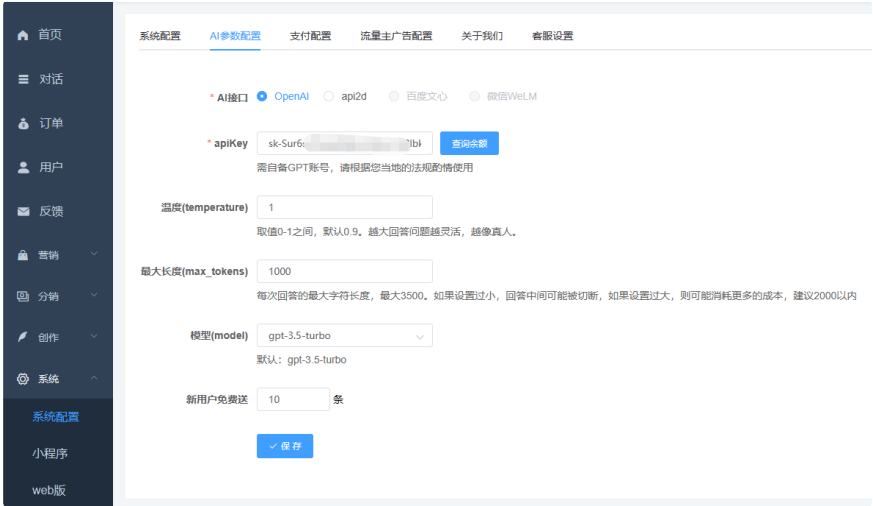 首页
对话
订单
用户
反馈
营销
分销
创作
系统
系统配置
小程序
web版
系统配置 AI参数配置 支付配置 流量主广告配置 关于我们 客服设置
* AI接口 OpenAI api2d 百度文心 微信WeLM
* apiKey sk-Sur6 查询余额
需自备GPT账号，请根据您当地的法规酌情使用
温度(temperature) 1
取值0-1之间，默认0.9。越大回答问题越灵活，越像真人。
最大长度(max_tokens) 1000
每次回答的最大字符长度，最大3500。如果设置过小，回答中间可能被切断，如果设置过大，则可能消耗更多的成本，建议2000以内
模型(model) gpt-3.5-turbo
默认：gpt-3.5-turbo
新用户免费送 10 条
保存